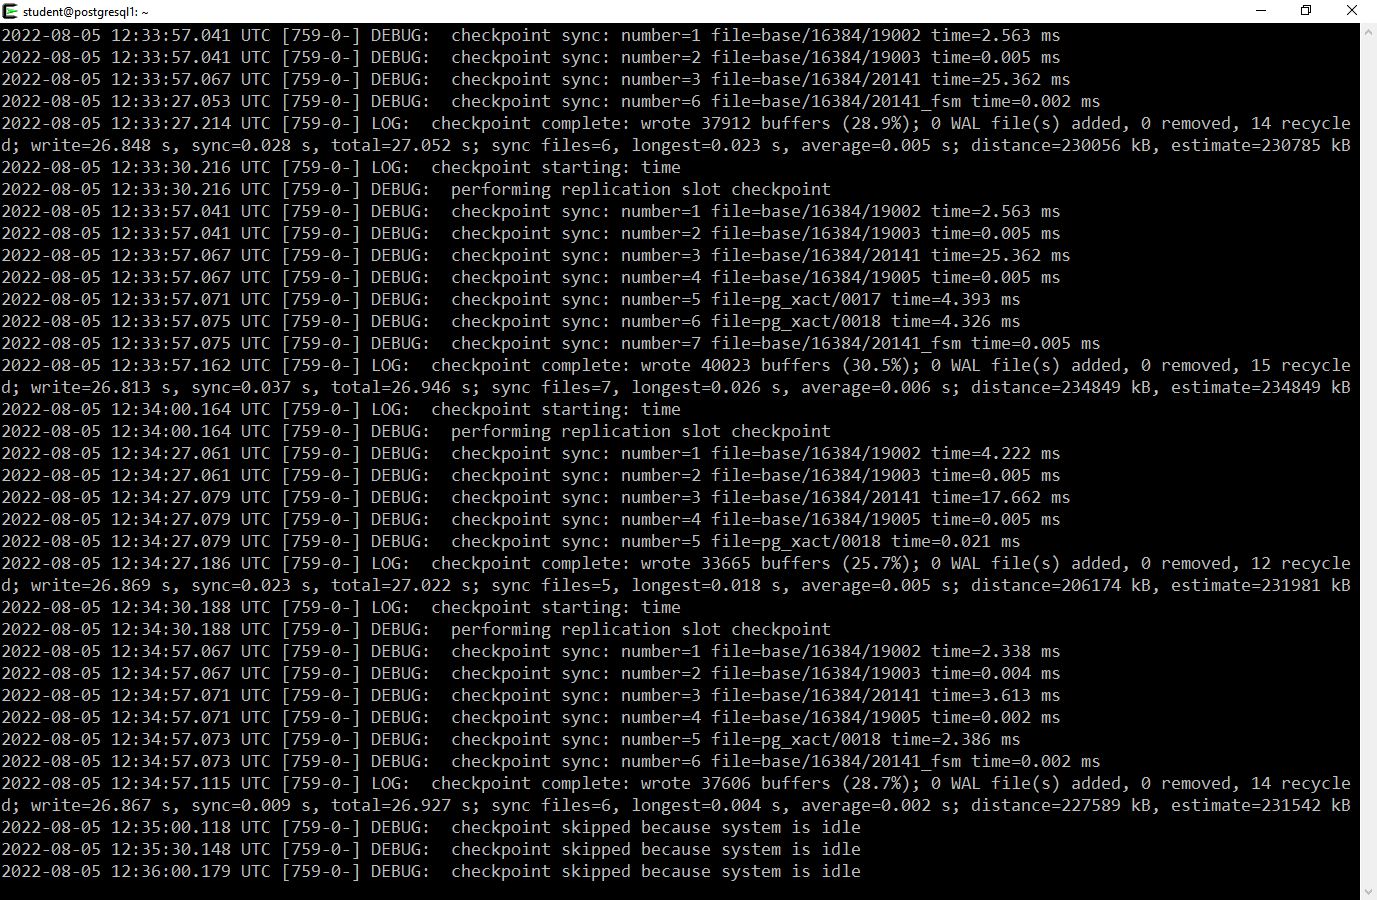 student@postgresql1: ~
2022-08-05 12:33:57.041 UTC [759-0-] DEBUG:  checkpoint sync: number=1 file=base/16384/19002 time=2.563 ms
2022-08-05 12:33:57.041 UTC [759-0-] DEBUG:  checkpoint sync: number=2 file=base/16384/19003 time=0.005 ms
2022-08-05 12:33:57.067 UTC [759-0-] DEBUG:  checkpoint sync: number=3 file=base/16384/20141 time=25.362 ms
2022-08-05 12:33:27.053 UTC [759-0-] DEBUG:  checkpoint sync: number=6 file=base/16384/20141_fsm time=0.002 ms
2022-08-05 12:33:27.214 UTC [759-0-] LOG:  checkpoint complete: wrote 37912 buffers (28.9%); 0 WAL file(s) added, 0 removed, 14 recycle
d; write=26.848 s, sync=0.028 s, total=27.052 s; sync files=6, longest=0.023 s, average=0.005 s; distance=230056 kB, estimate=230785 kB
2022-08-05 12:33:30.216 UTC [759-0-] LOG:  checkpoint starting: time
2022-08-05 12:33:30.216 UTC [759-0-] DEBUG:  performing replication slot checkpoint
2022-08-05 12:33:57.041 UTC [759-0-] DEBUG:  checkpoint sync: number=1 file=base/16384/19002 time=2.563 ms
2022-08-05 12:33:57.041 UTC [759-0-] DEBUG:  checkpoint sync: number=2 file=base/16384/19003 time=0.005 ms
2022-08-05 12:33:57.067 UTC [759-0-] DEBUG:  checkpoint sync: number=3 file=base/16384/20141 time=25.362 ms
2022-08-05 12:33:57.067 UTC [759-0-] DEBUG:  checkpoint sync: number=4 file=base/16384/19005 time=0.005 ms
2022-08-05 12:33:57.071 UTC [759-0-] DEBUG:  checkpoint sync: number=5 file=pg_xact/0017 time=4.393 ms
2022-08-05 12:33:57.075 UTC [759-0-] DEBUG:  checkpoint sync: number=6 file=pg_xact/0018 time=4.326 ms
2022-08-05 12:33:57.075 UTC [759-0-] DEBUG:  checkpoint sync: number=7 file=base/16384/20141_fsm time=0.005 ms
2022-08-05 12:33:57.162 UTC [759-0-] LOG:  checkpoint complete: wrote 40023 buffers (30.5%); 0 WAL file(s) added, 0 removed, 15 recycle
d; write=26.813 s, sync=0.037 s, total=26.946 s; sync files=7, longest=0.026 s, average=0.006 s; distance=234849 kB, estimate=234849 kB
2022-08-05 12:34:00.164 UTC [759-0-] LOG:  checkpoint starting: time
2022-08-05 12:34:00.164 UTC [759-0-] DEBUG:  performing replication slot checkpoint
2022-08-05 12:34:27.061 UTC [759-0-] DEBUG:  checkpoint sync: number=1 file=base/16384/19002 time=4.222 ms
2022-08-05 12:34:27.061 UTC [759-0-] DEBUG:  checkpoint sync: number=2 file=base/16384/19003 time=0.005 ms
2022-08-05 12:34:27.079 UTC [759-0-] DEBUG:  checkpoint sync: number=3 file=base/16384/20141 time=17.662 ms
2022-08-05 12:34:27.079 UTC [759-0-] DEBUG:  checkpoint sync: number=4 file=base/16384/19005 time=0.005 ms
2022-08-05 12:34:27.079 UTC [759-0-] DEBUG:  checkpoint sync: number=5 file=pg_xact/0018 time=0.021 ms
2022-08-05 12:34:27.186 UTC [759-0-] LOG:  checkpoint complete: wrote 33665 buffers (25.7%); 0 WAL file(s) added, 0 removed, 12 recycle
d; write=26.869 s, sync=0.023 s, total=27.022 s; sync files=5, longest=0.018 s, average=0.005 s; distance=206174 kB, estimate=231981 kB
2022-08-05 12:34:30.188 UTC [759-0-] LOG:  checkpoint starting: time
2022-08-05 12:34:30.188 UTC [759-0-] DEBUG:  performing replication slot checkpoint
2022-08-05 12:34:57.067 UTC [759-0-] DEBUG:  checkpoint sync: number=1 file=base/16384/19002 time=2.338 ms
2022-08-05 12:34:57.067 UTC [759-0-] DEBUG:  checkpoint sync: number=2 file=base/16384/19003 time=0.004 ms
2022-08-05 12:34:57.071 UTC [759-0-] DEBUG:  checkpoint sync: number=3 file=base/16384/20141 time=3.613 ms
2022-08-05 12:34:57.071 UTC [759-0-] DEBUG:  checkpoint sync: number=4 file=base/16384/19005 time=0.002 ms
2022-08-05 12:34:57.073 UTC [759-0-] DEBUG:  checkpoint sync: number=5 file=pg_xact/0018 time=2.386 ms
2022-08-05 12:34:57.073 UTC [759-0-] DEBUG:  checkpoint sync: number=6 file=base/16384/20141_fsm time=0.002 ms
2022-08-05 12:34:57.115 UTC [759-0-] LOG:  checkpoint complete: wrote 37606 buffers (28.7%); 0 WAL file(s) added, 0 removed, 14 recycle
d; write=26.867 s, sync=0.009 s, total=26.927 s; sync files=6, longest=0.004 s, average=0.002 s; distance=227589 kB, estimate=231542 kB
2022-08-05 12:35:00.118 UTC [759-0-] DEBUG:  checkpoint skipped because system is idle
2022-08-05 12:35:30.148 UTC [759-0-] DEBUG:  checkpoint skipped because system is idle
2022-08-05 12:36:00.179 UTC [759-0-] DEBUG:  checkpoint skipped because system is idle